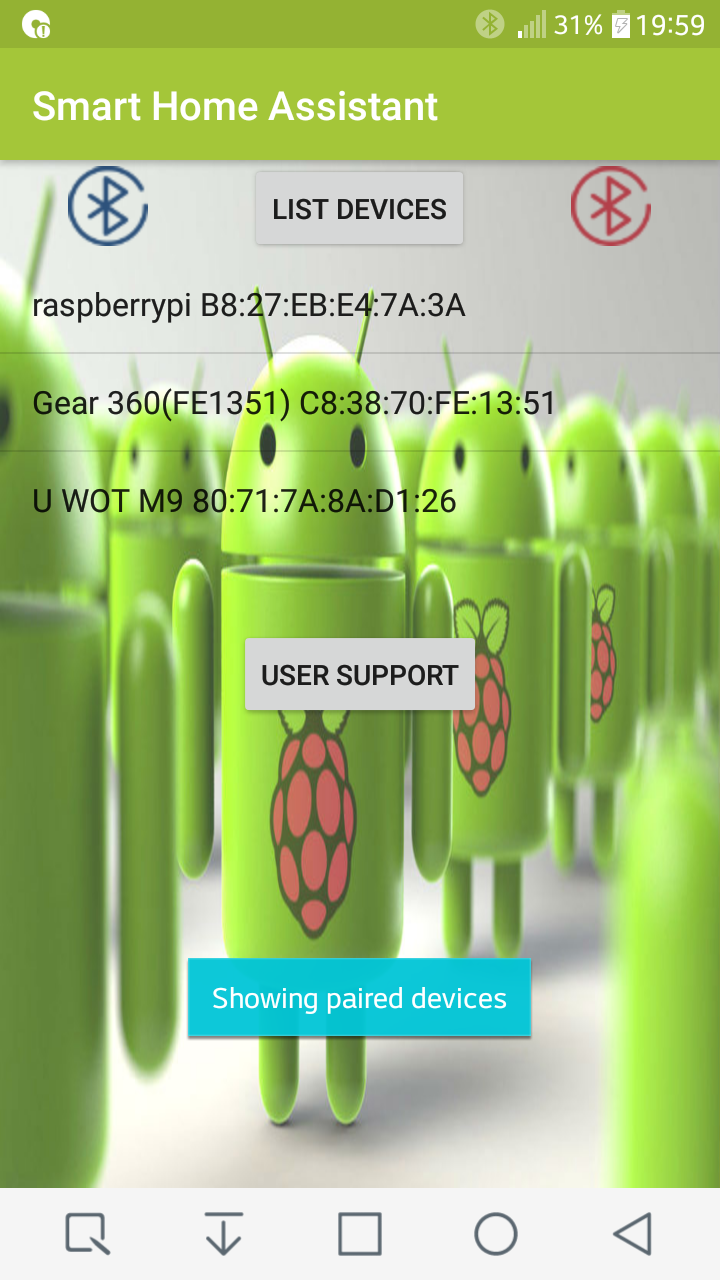 31% 19:59
Smart Home Assistant
LIST DEVICES
raspberrypi B8:27:EB:E4:7A:3A
Gear 360(FE1351) C8:38:70:FE:13:51
U WOT M9 80:71:7A:8A:D1:26
USER SUPPORT
Showing paired devices